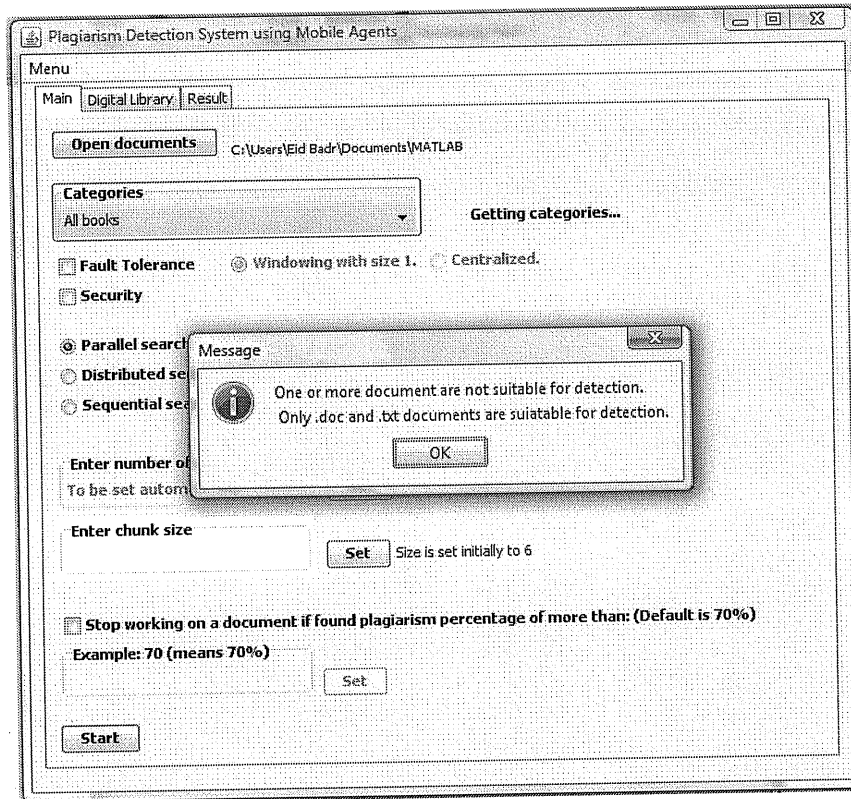 Plagiarism Detection System using Mobile Agents
Menu
Main Digital Library Result
Open documents C:\Users\Eid Badr\Documents\MATLAB
Categories
All books Getting categories...
Fault Tolerance Windowing with size 1. Centralized.
Security
Parallel search
Distributed se
Sequential sea
Message
One or more document are not suitable for detection.
Only .doc and .txt documents are suiatable for detection.
OK
Enter number of
To be set autom
Enter chunk size
Set Size is set initially to 6
Stop working on a document if found plagiarism percentage of more than: (Default is 70%)
Example: 70 (means 70%)
Set
Start